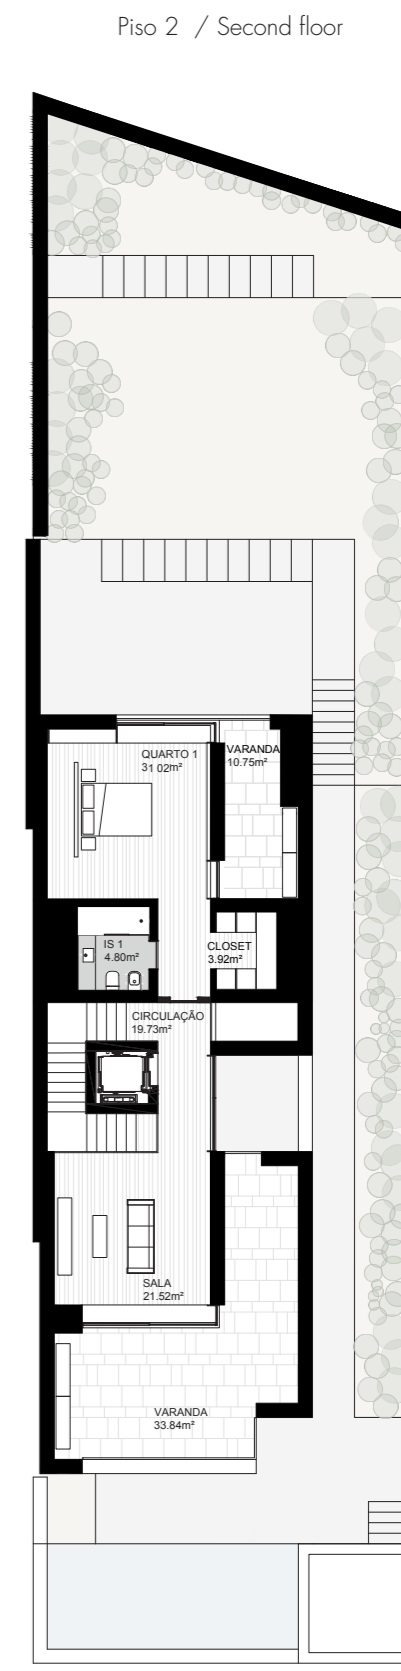 Piso 2 / Second floor
QUARTO 1
31 02m²
VARANDA
10.75m²
IS 1
4.80m²
CLOSET
3.92m²
CIRCULAÇÃO
19.73m²
SALA
21.52m²
VARANDA
33.84m²